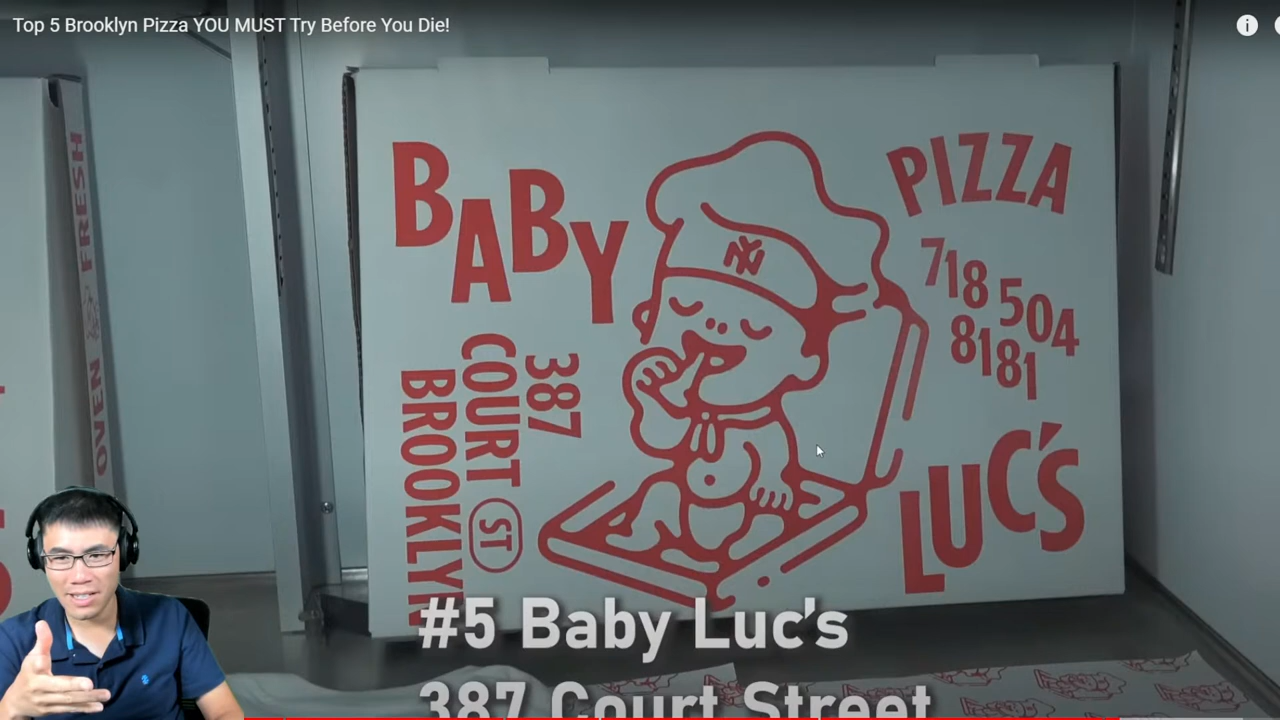 Top 5 Brooklyn Pizza YOU MUST Try Before You Die!
BABY
PIZZA
718 504
8181
LUC'S
387
COURT ST
BROOKLYN
NY
OVEN FRESH
#5 Baby Luc's
387 Court Street